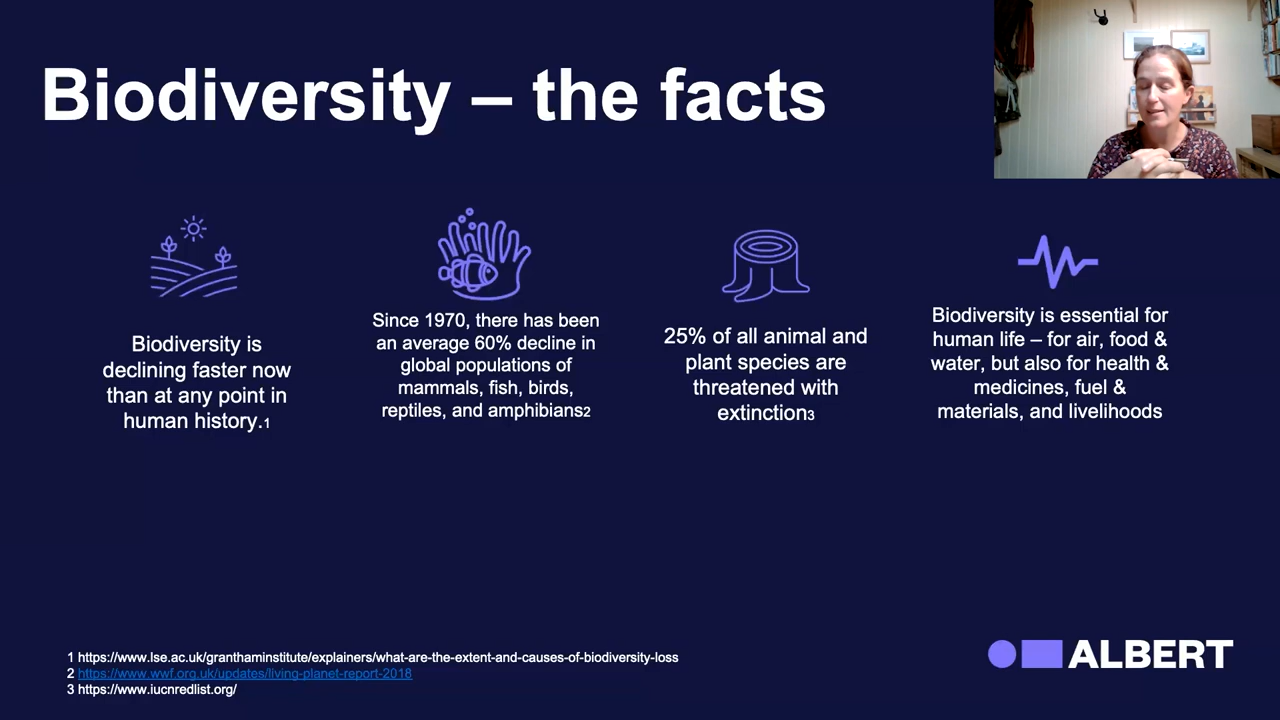 Biodiversity – the facts
Biodiversity is
declining faster now
than at any point in
human history.1
Since 1970, there has been
an average 60% decline in
global populations of
mammals, fish, birds,
reptiles, and amphibians2
25% of all animal and
plant species are
threatened with
extinction3
Biodiversity is essential for
human life – for air, food &
water, but also for health &
medicines, fuel &
materials, and livelihoods
1 https://www.lse.ac.uk/granthaminstitute/explainers/what-are-the-extent-and-causes-of-biodiversity-loss
2 https://www.wwf.org.uk/updates/living-planet-report-2018
3 https://www.iucnredlist.org/
ALBERT